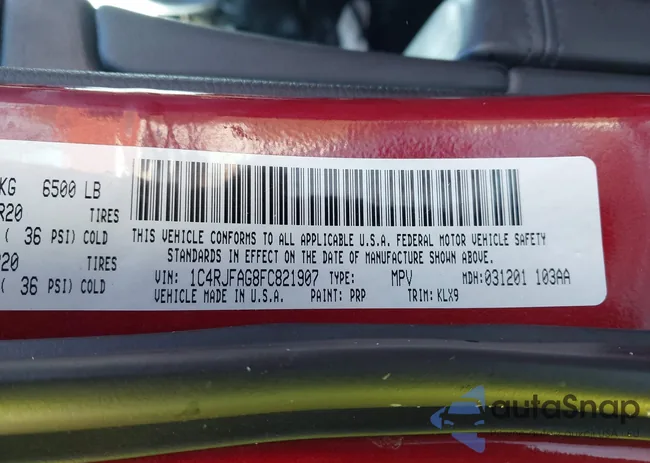 KG 6500 LB
R20 TIRES
( 36 PSI) COLD
R20 TIRES
( 36 PSI) COLD
THIS VEHICLE CONFORMS TO ALL APPLICABLE U.S.A. FEDERAL MOTOR VEHICLE SAFETY
STANDARDS IN EFFECT ON THE DATE OF MANUFACTURE SHOWN ABOVE.
VIN: 1C4RJFAG8FC821907 TYPE: MPV MDH: 031201 103AA
VEHICLE MADE IN U.S.A. PAINT: PRP TRIM: KLX9
autoSnap